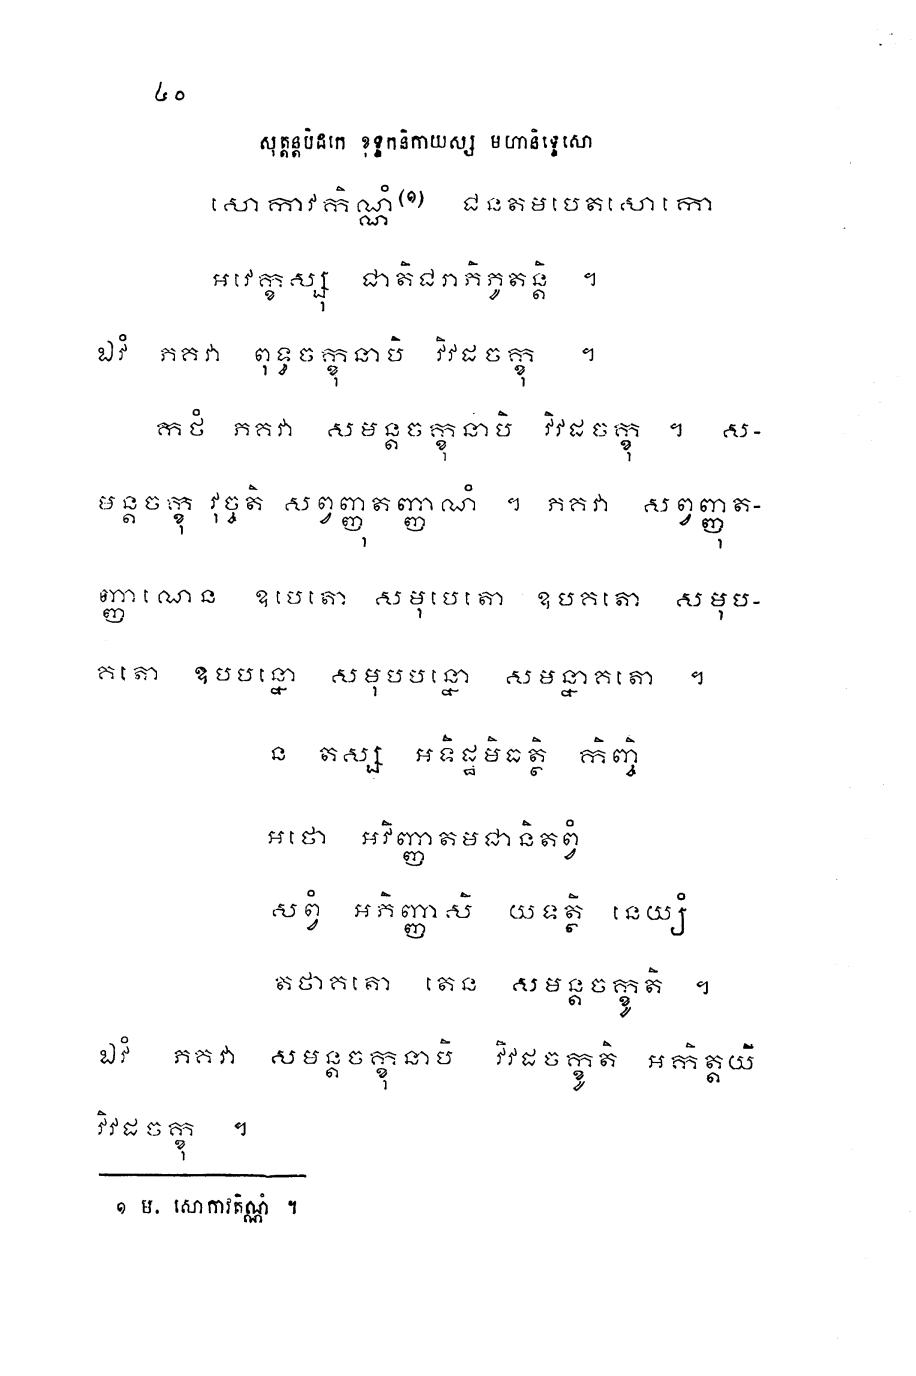 ៤០
សុត្តន្តបិដកេ ខុទ្ទកនិកាយស្ស មហានិទ្ទេសោ
សោកាវកិណ្ណំ(១) ជនតមបេតសោកោ
អវេក្ខស្សុ ជាតិជរាភិភូតន្តិ ។
ឯវំ ភគវា ពុទ្ធចក្ខុនាបិ វិវដចក្ខុ ។
កថំ ភគវា សមន្តចក្ខុនាបិ វិវដចក្ខុ ។ ស-
មន្តចក្ខុ វុច្ចតិ សព្វញ្ញុតញ្ញាណំ ។ ភគវា សព្វញ្ញុត-
ញ្ញាណេន ឧបេតោ សមុបេតោ ឧបគតោ សមុប-
គតោ ឧបបន្នោ សមុបបន្នោ សមន្នាគតោ ។
ន តស្ស អទិដ្ឋមិធត្ថិ កិញ្ចិ
អថោ អវិញ្ញាតមជានិតព្វំ
សព្វំ អភិញ្ញាសិ យទត្ថិ នេយ្យំ
តថាគតោ តេន សមន្តចក្ខូតិ ។
ឯវំ ភគវា សមន្តចក្ខុនាបិ វិវដចក្ខូតិ អកិត្តយី
វិវដចក្ខុ ។
១ ម. សោកាវតិណ្ណំ ។